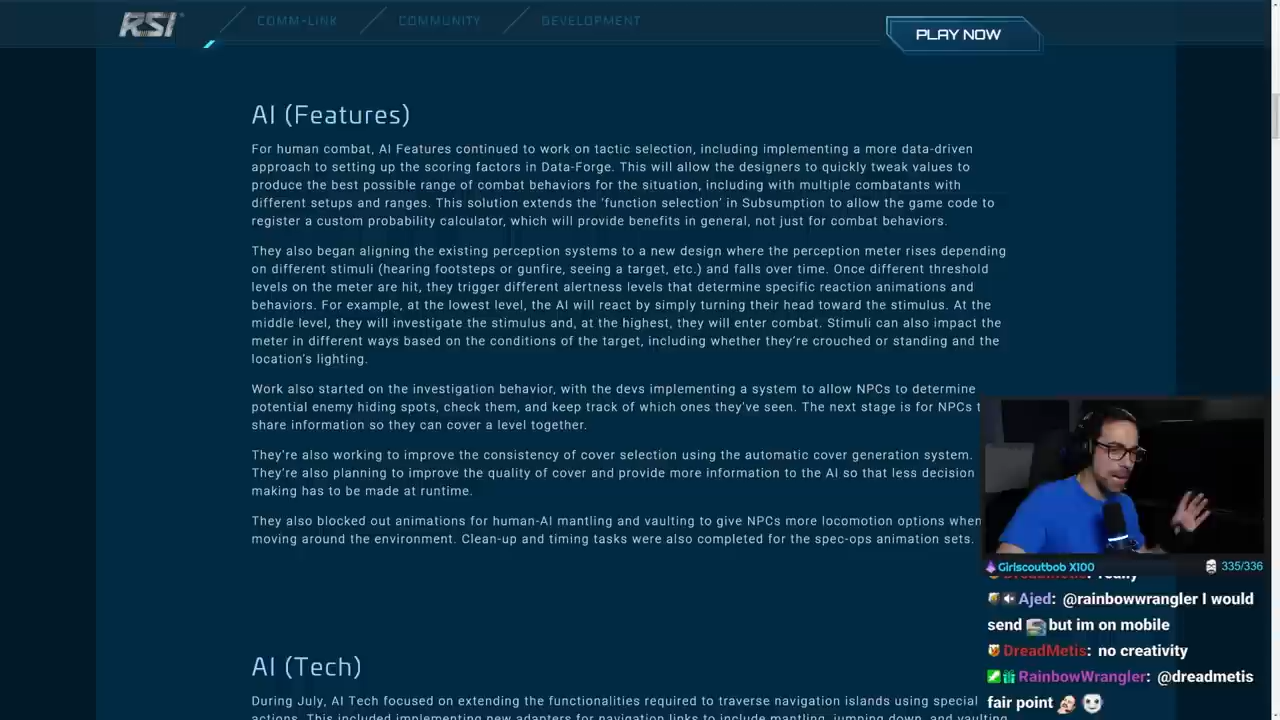 RSI
COMM-LINK
COMMUNITY
DEVELOPMENT
PLAY NOW
AI (Features)
For human combat, AI Features continued to work on tactic selection, including implementing a more data-driven
approach to setting up the scoring factors in Data-Forge. This will allow the designers to quickly tweak values to
produce the best possible range of combat behaviors for the situation, including with multiple combatants with
different setups and ranges. This solution extends the 'function selection' in Subsumption to allow the game code to
register a custom probability calculator, which will provide benefits in general, not just for combat behaviors.
They also began aligning the existing perception systems to a new design where the perception meter rises depending
on different stimuli (hearing footsteps or gunfire, seeing a target, etc.) and falls over time. Once different threshold
levels on the meter are hit, they trigger different alertness levels that determine specific reaction animations and
behaviors. For example, at the lowest level, the AI will react by simply turning their head toward the stimulus. At the
middle level, they will investigate the stimulus and, at the highest, they will enter combat. Stimuli can also impact the
meter in different ways based on the conditions of the target, including whether they're crouched or standing and the
location's lighting.
Work also started on the investigation behavior, with the devs implementing a system to allow NPCs to determine
potential enemy hiding spots, check them, and keep track of which ones they've seen. The next stage is for NPCs t
share information so they can cover a level together.
They're also working to improve the consistency of cover selection using the automatic cover generation system.
They're also planning to improve the quality of cover and provide more information to the AI so that less decision
making has to be made at runtime.
They also blocked out animations for human-AI mantling and vaulting to give NPCs more locomotion options when
moving around the environment. Clean-up and timing tasks were also completed for the spec-ops animation sets.
AI (Tech)
During July, AI Tech focused on extending the functionalities required to traverse navigation islands using special
actions. This included implementing new adapters for navigation links to include mantling, jumping down, and vaulting
Girlscoutbob X100
335/336
DreadMetis: really
Ajed: @rainbowwrangler I would
send but im on mobile
DreadMetis: no creativity
RainbowWrangler: @dreadmetis
fair point